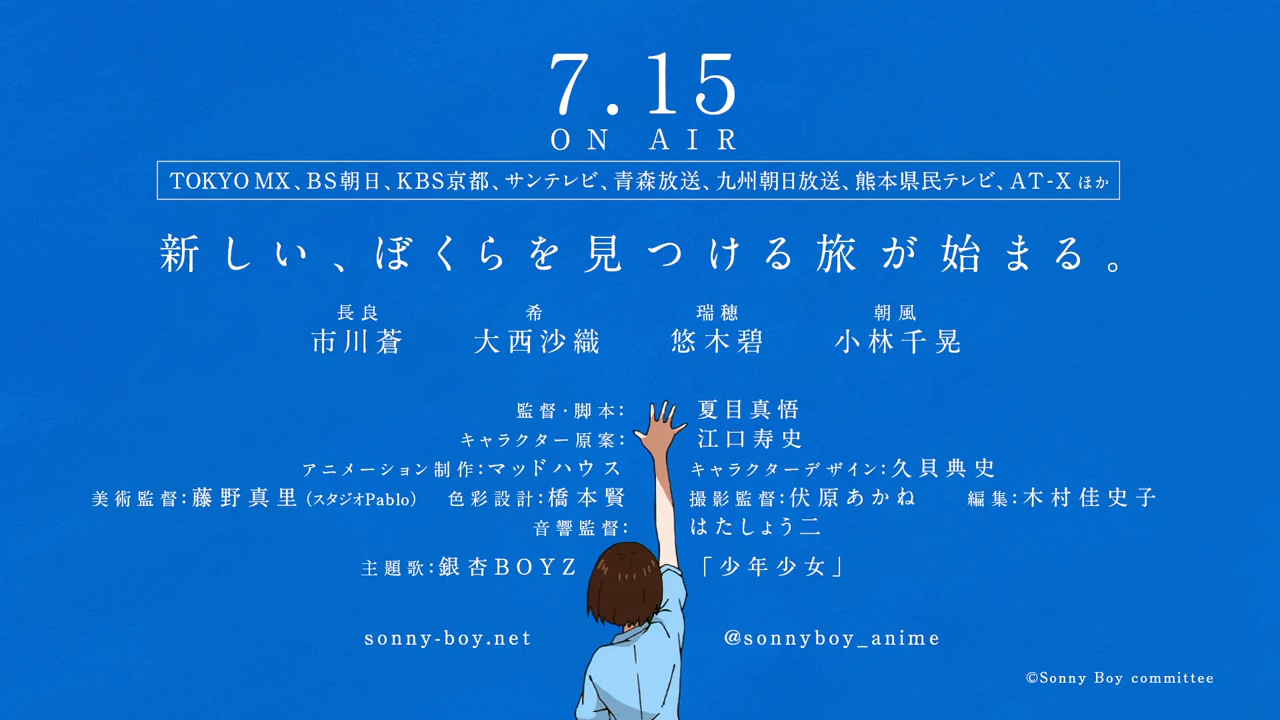 7.15
ON AIR
TOKYO MX、BS朝日、KBS京都、サンテレビ、青森放送、九州朝日放送、熊本県民テレビ、AT-X ほか
新しい、ぼくらを見つける旅が始まる。
長良 希 瑞穂 朝風
市川蒼 大西沙織 悠木碧 小林千晃
監督・脚本: 夏目真悟
キャラクター原案: 江口寿史
アニメーション制作:マッドハウス キャラクターデザイン:久貝典史
美術監督:藤野真里(スタジオPablo) 色彩設計:橋本賢 撮影監督:伏原あかね 編集:木村佳史子
音響監督: はたしょう二
主題歌:銀杏BOYZ 「少年少女」
sonny-boy.net @sonnyboy_anime
©Sonny Boy committee